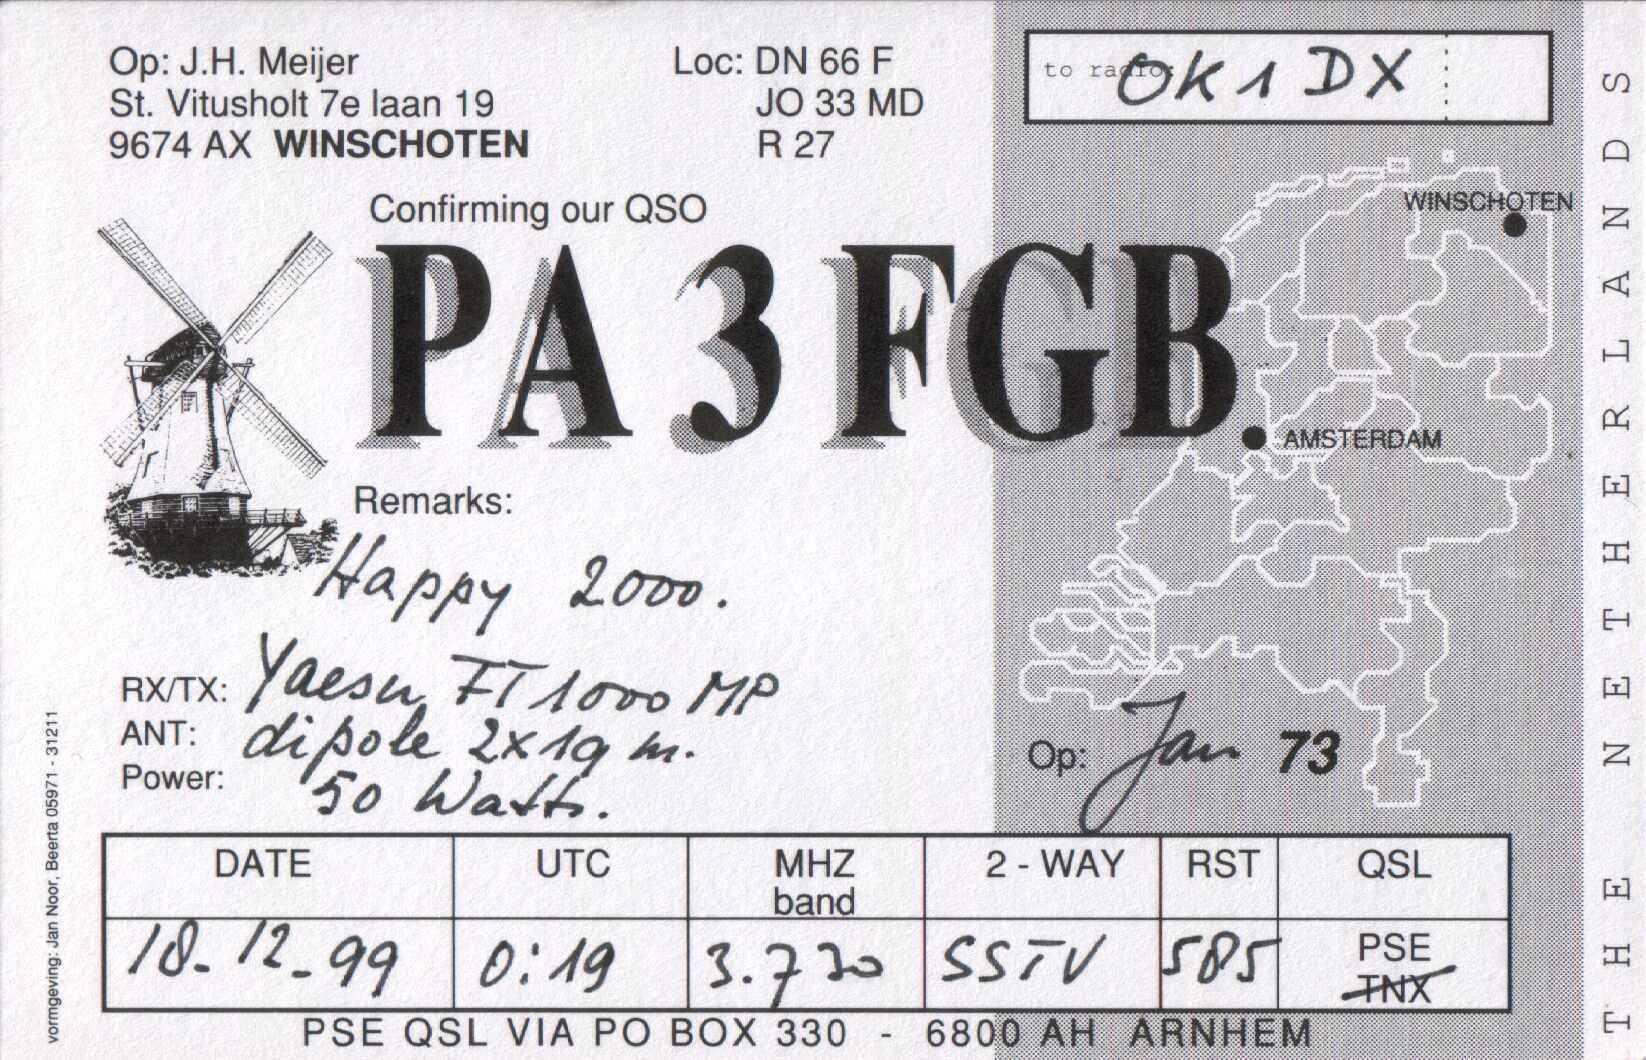 Op: J.H. Meijer
St. Vitusholt 7e laan 19
9674 AX WINSCHOTEN
Loc: DN 66 F
JO 33 MD
R 27
to radio: OK1DX
WINSCHOTEN
Confirming our QSO
PA3FGB
AMSTERDAM
THE NETHERLANDS
Remarks:
Happy 2000.
RX/TX: Yaesu FT1000 MP
ANT: dipole 2x19 m.
Power: 50 Watts.
Op: Jan 73
DATE UTC MHZ band 2 - WAY RST QSL
18-12-99 0:19 3.730 SSTV 585 PSE
TNX
PSE QSL VIA PO BOX 330 - 6800 AH ARNHEM
vormgeving: Jan Noor, Beerta 05971 - 31211